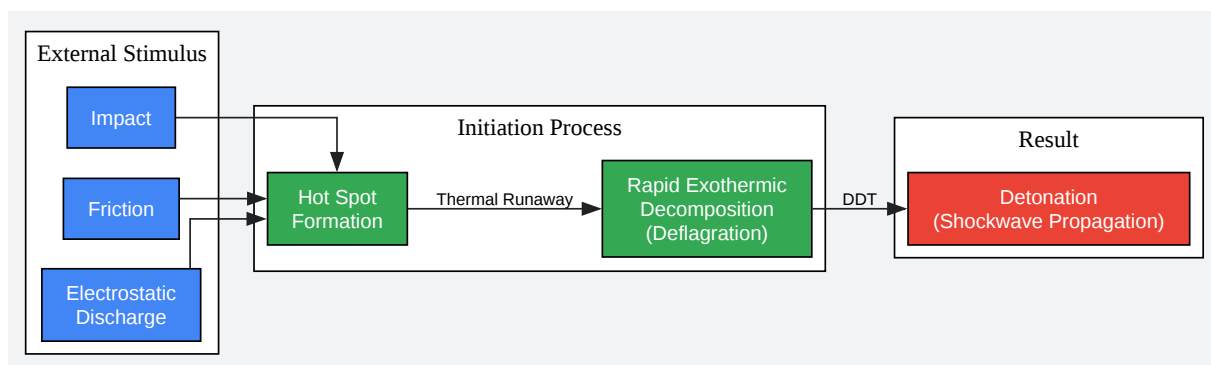 External Stimulus
Impact
Friction
Electrostatic
Discharge
Initiation Process
Hot Spot
Formation
Thermal Runaway
Rapid Exothermic
Decomposition
(Deflagration)
DDT
Result
Detonation
(Shockwave Propagation)